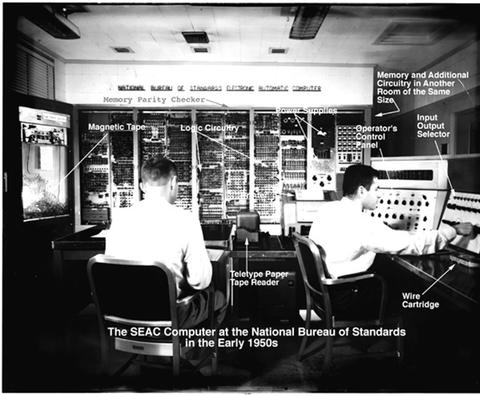 NATIONAL BUREAU OF STANDARDS ELECTRONIC AUTOMATIC COMPUTER
Memory and Additional
Circuitry in Another
Room of the Same
Size.
Memory Parity Checker
Power Supplies
Magnetic Tape
Logic Circuitry
Operator's
Control
Panel
Input
Output
Selector
Teletype Paper
Tape Reader
Wire
Cartridge
The SEAC Computer at the National Bureau of Standards
in the Early 1950s